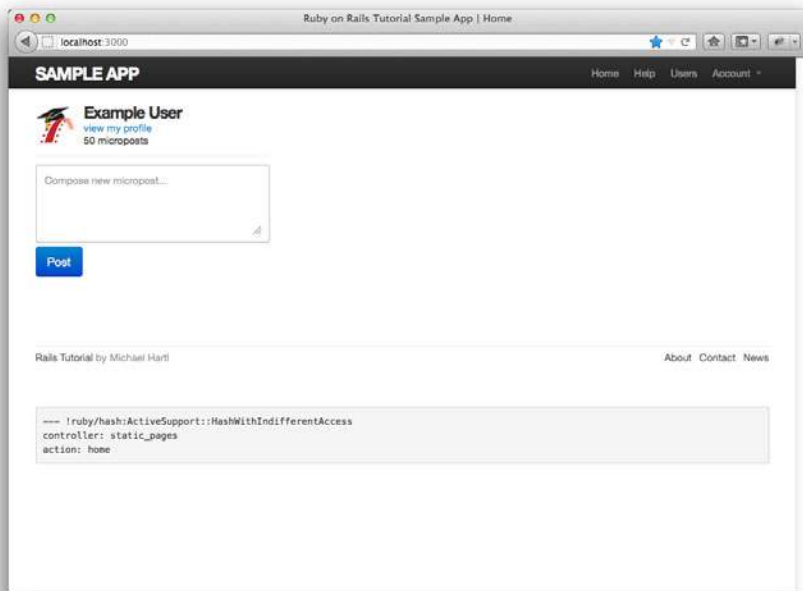 Ruby on Rails Tutorial Sample App | Home
localhost:3000
SAMPLE APP
Home Help Users Account
Example User
view my profile
50 microposts
Compose new micropost...
Post
Rails Tutorial by Michael Hartl
About Contact News
--- !ruby/hash:ActiveSupport::HashWithIndifferentAccess
controller: static_pages
action: home